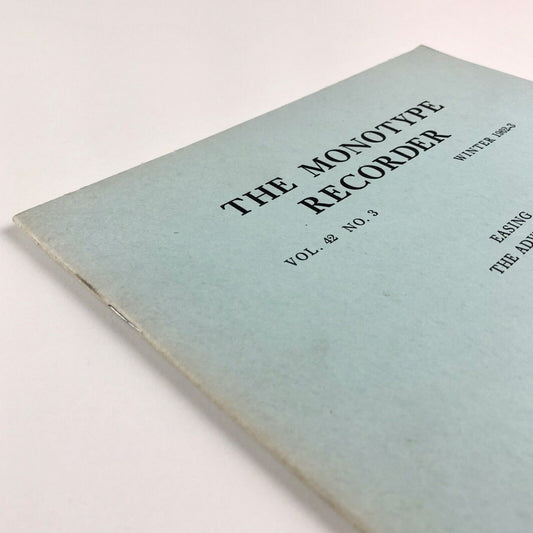 THE MONOTYPE
RECORDER
VOL. 42 NO. 3
WINTER 1962-3
EASING
THE